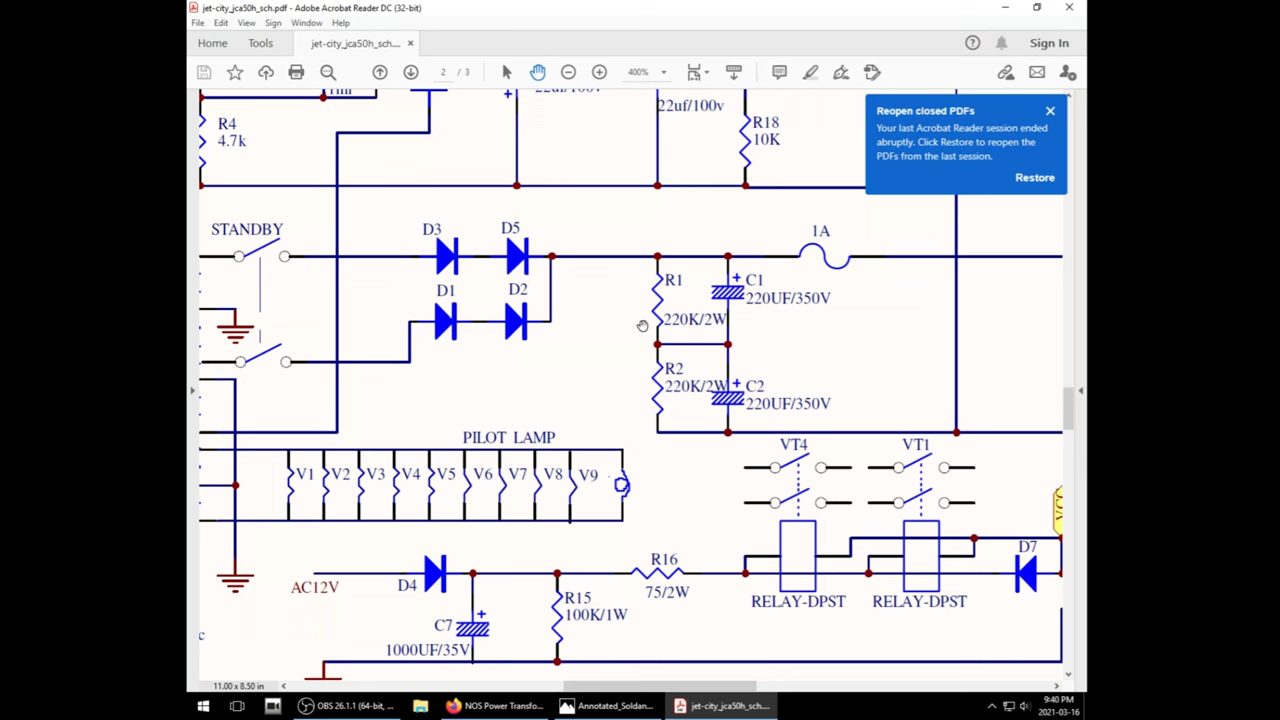 jet-city_jca50h_sch.pdf - Adobe Acrobat Reader DC (32-bit)
File Edit View Sign Window Help
Home Tools jet-city_jca50h_sch.... × Sign In
2 / 3 400%
Reopen closed PDFs
Your last Acrobat Reader session ended
abruptly. Click Restore to reopen the
PDFs from the last session.
Restore
22uf/100v
R4
4.7k
R18
10K
STANDBY
D3
D5
1A
D1
D2
R1
220K/2W
C1
220UF/350V
R2
220K/2W
C2
220UF/350V
PILOT LAMP
V1 V2 V3 V4 V5 V6 V7 V8 V9
VT4
VT1
VCC
AC12V
D4
R16
75/2W
D7
RELAY-DPST
RELAY-DPST
R15
100K/1W
C7
1000UF/35V
c
11.00 x 8.50 in
OBS 26.1.1 (64-bit, ...
NOS Power Transfo...
Annotated_Soldan...
jet-city_jca50h_sch....
9:40 PM
2021-03-16